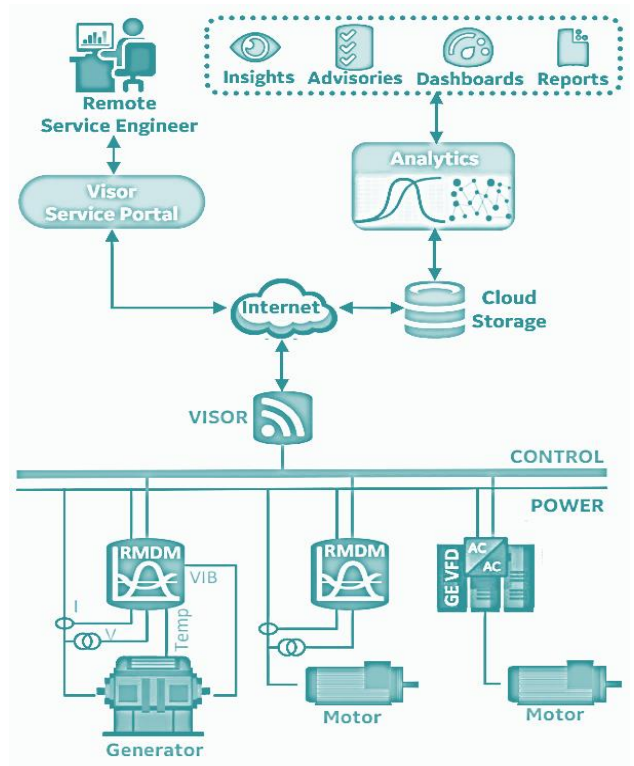 Insights Advisories Dashboards Reports
Remote
Service Engineer
Analytics
Visor
Service Portal
Internet
Cloud
Storage
VISOR
CONTROL
POWER
RMDM
VIB
I
V
Temp
Generator
RMDM
Motor
AC
AC
GE VFD
Motor